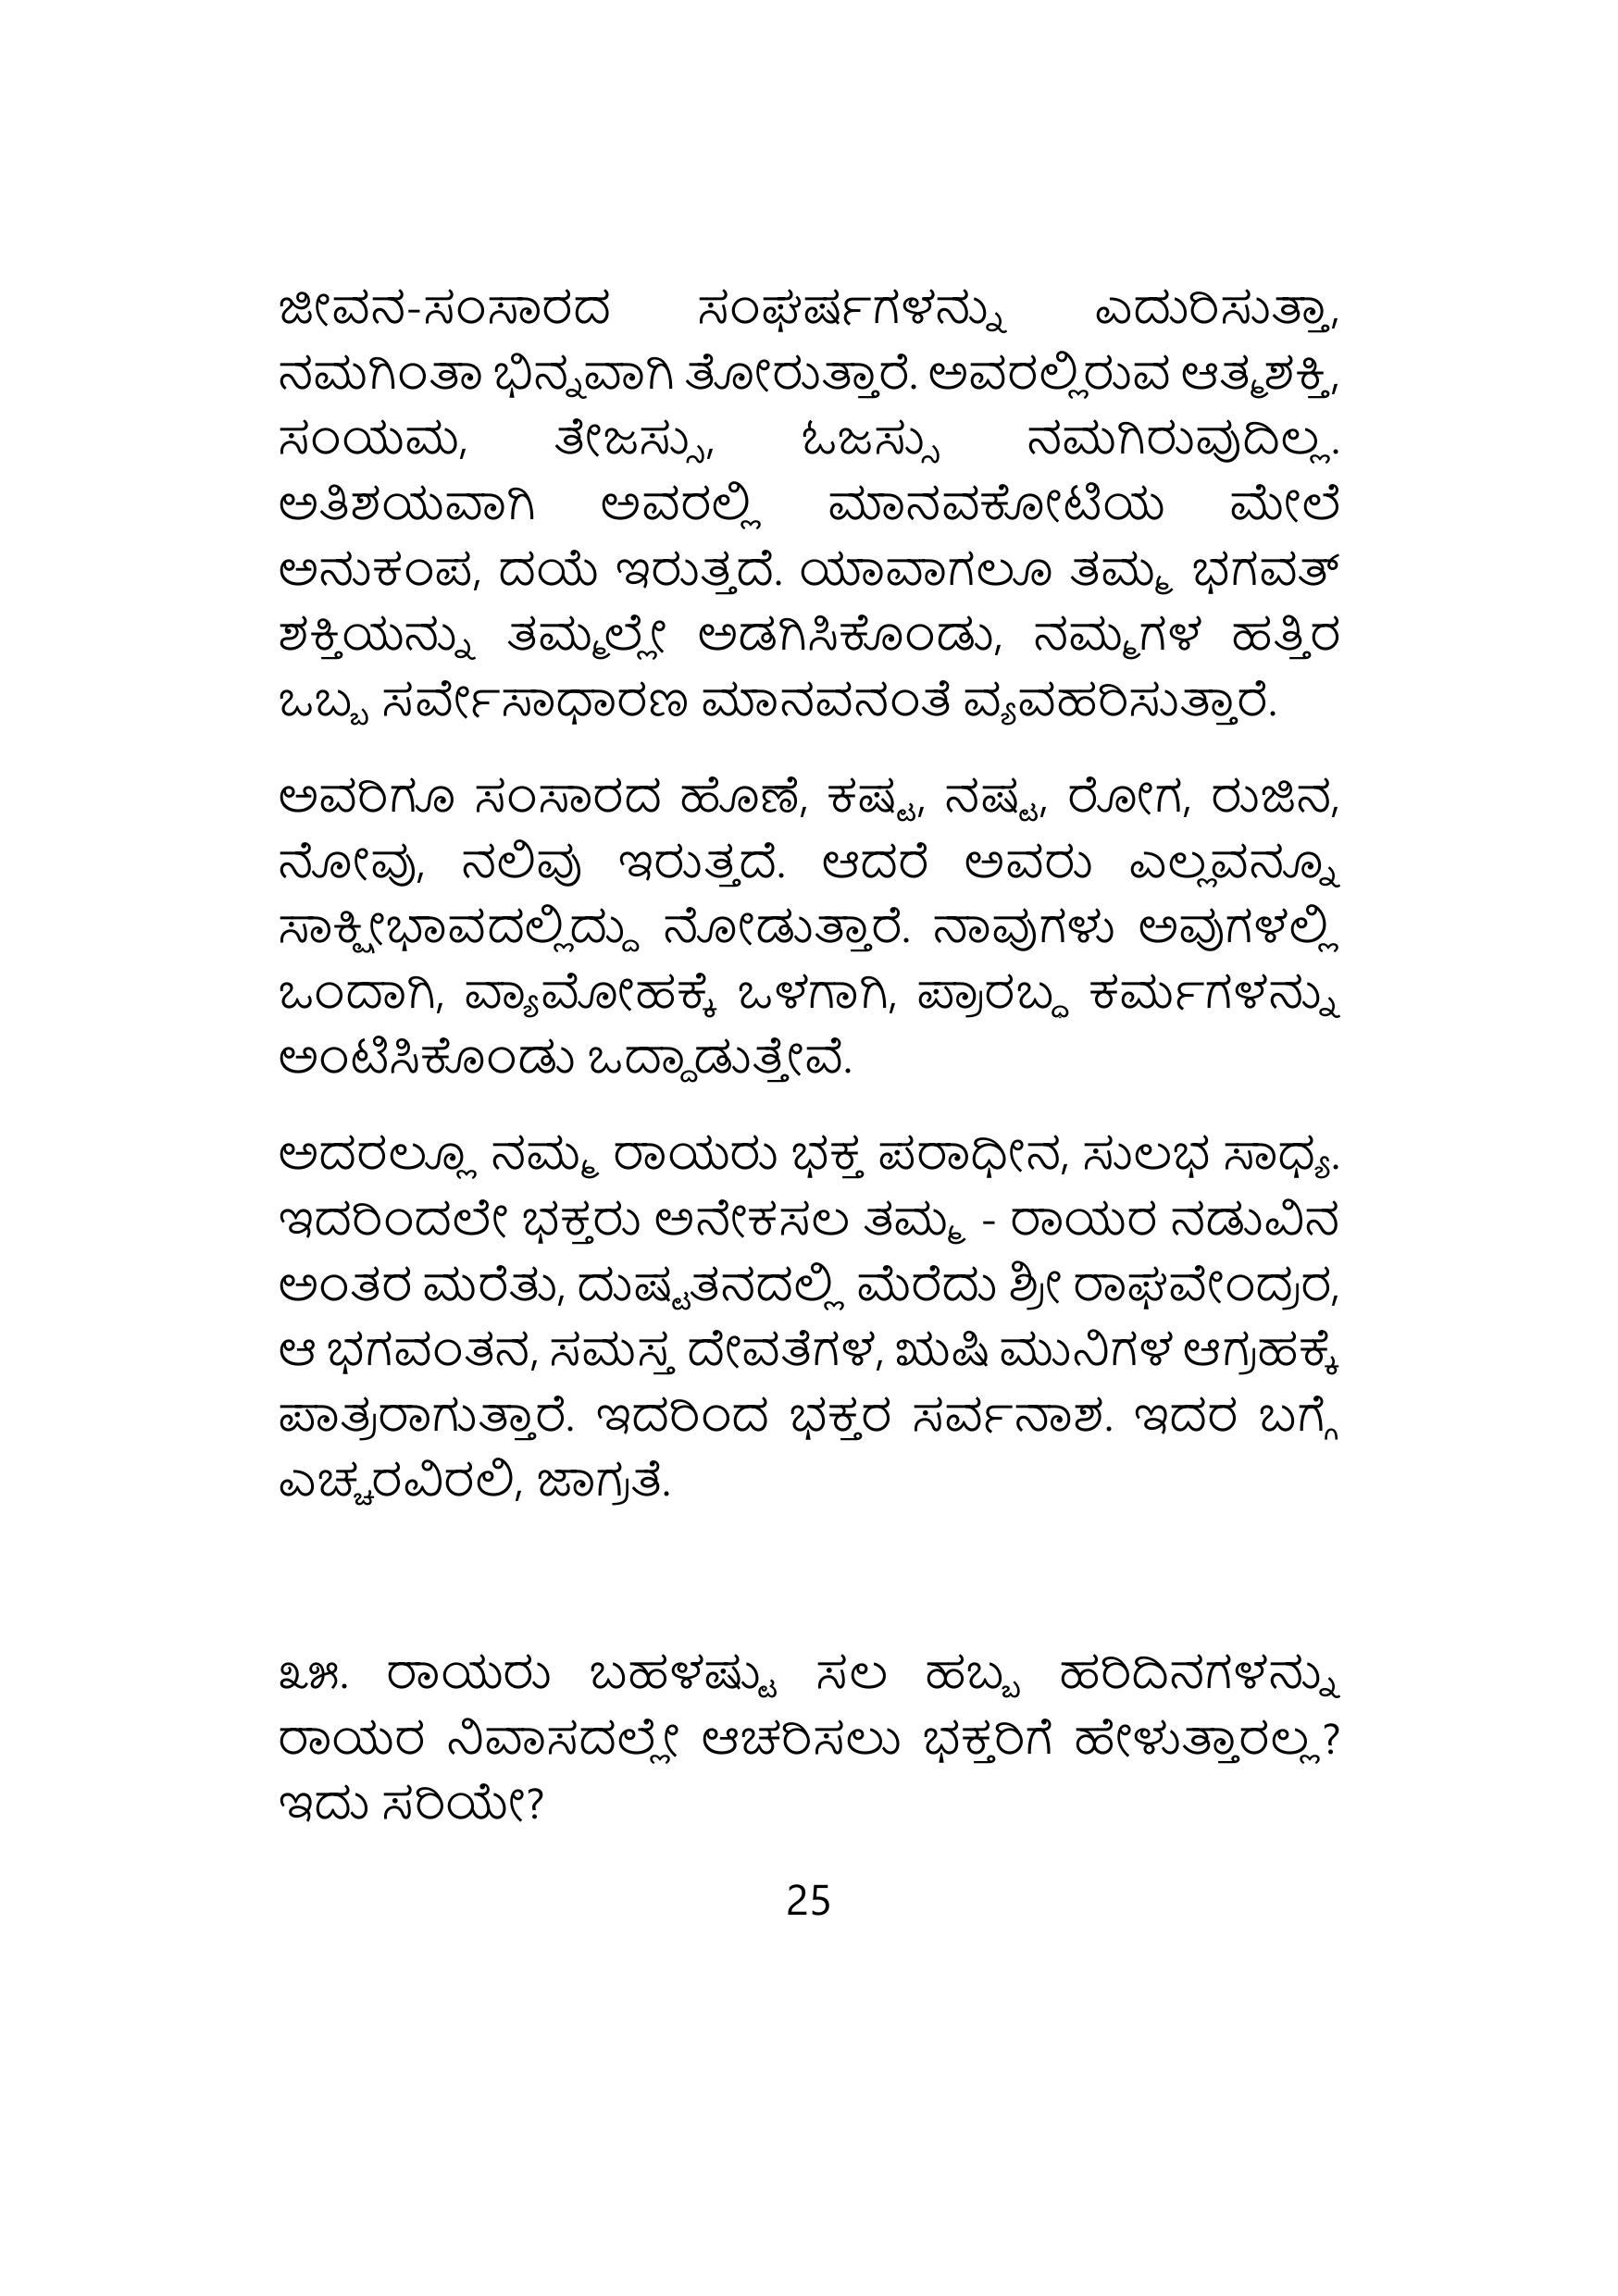 ಜೀವನ-ಸಂಸಾರದ ಸಂಘರ್ಷಗಳನ್ನು ಎದುರಿಸುತ್ತಾ,
ನಮಗಿಂತಾ ಭಿನ್ನವಾಗಿ ತೋರುತ್ತಾರೆ. ಅವರಲ್ಲಿರುವ ಆತ್ಮಶಕ್ತಿ,
ಸಂಯಮ, ತೇಜಸ್ಸು, ಓಜಸ್ಸು ನಮಗಿರುವುದಿಲ್ಲ.
ಅತಿಶಯವಾಗಿ ಅವರಲ್ಲಿ ಮಾನವಕೋಟಿಯ ಮೇಲೆ
ಅನುಕಂಪ, ದಯೆ ಇರುತ್ತದೆ. ಯಾವಾಗಲೂ ತಮ್ಮ ಭಗವತ್
ಶಕ್ತಿಯನ್ನು ತಮ್ಮಲ್ಲೇ ಅಡಗಿಸಿಕೊಂಡು, ನಮ್ಮಗಳ ಹತ್ತಿರ
ಒಬ್ಬ ಸರ್ವೇಸಾಧಾರಣ ಮಾನವನಂತೆ ವ್ಯವಹರಿಸುತ್ತಾರೆ.
ಅವರಿಗೂ ಸಂಸಾರದ ಹೊಣೆ, ಕಷ್ಟ, ನಷ್ಟ, ರೋಗ, ರುಜಿನ,
ನೋವು, ನಲಿವು ಇರುತ್ತದೆ. ಆದರೆ ಅವರು ಎಲ್ಲವನ್ನೂ
ಸಾಕ್ಷೀಭಾವದಲ್ಲಿದ್ದು ನೋಡುತ್ತಾರೆ. ನಾವುಗಳು ಅವುಗಳಲ್ಲಿ
ಒಂದಾಗಿ, ವ್ಯಾಮೋಹಕ್ಕೆ ಒಳಗಾಗಿ, ಪ್ರಾರಬ್ಧ ಕರ್ಮಗಳನ್ನು
ಅಂಟಿಸಿಕೊಂಡು ಒದ್ದಾಡುತ್ತೇವೆ.
ಅದರಲ್ಲೂ ನಮ್ಮ ರಾಯರು ಭಕ್ತ ಪರಾಧೀನ, ಸುಲಭ ಸಾಧ್ಯ.
ಇದರಿಂದಲೇ ಭಕ್ತರು ಅನೇಕಸಲ ತಮ್ಮ - ರಾಯರ ನಡುವಿನ
ಅಂತರ ಮರೆತು, ದುಷ್ಟತನದಲ್ಲಿ ಮೆರೆದು ಶ್ರೀ ರಾಘವೇಂದ್ರರ,
ಆ ಭಗವಂತನ, ಸಮಸ್ತ ದೇವತೆಗಳ, ಋಷಿ ಮುನಿಗಳ ಆಗ್ರಹಕ್ಕೆ
ಪಾತ್ರರಾಗುತ್ತಾರೆ. ಇದರಿಂದ ಭಕ್ತರ ಸರ್ವನಾಶ. ಇದರ ಬಗ್ಗೆ
ಎಚ್ಚರವಿರಲಿ, ಜಾಗ್ರತೆ.
೩೫. ರಾಯರು ಬಹಳಷ್ಟು ಸಲ ಹಬ್ಬ ಹರಿದಿನಗಳನ್ನು
ರಾಯರ ನಿವಾಸದಲ್ಲೇ ಆಚರಿಸಲು ಭಕ್ತರಿಗೆ ಹೇಳುತ್ತಾರಲ್ಲ?
ಇದು ಸರಿಯೇ?
25